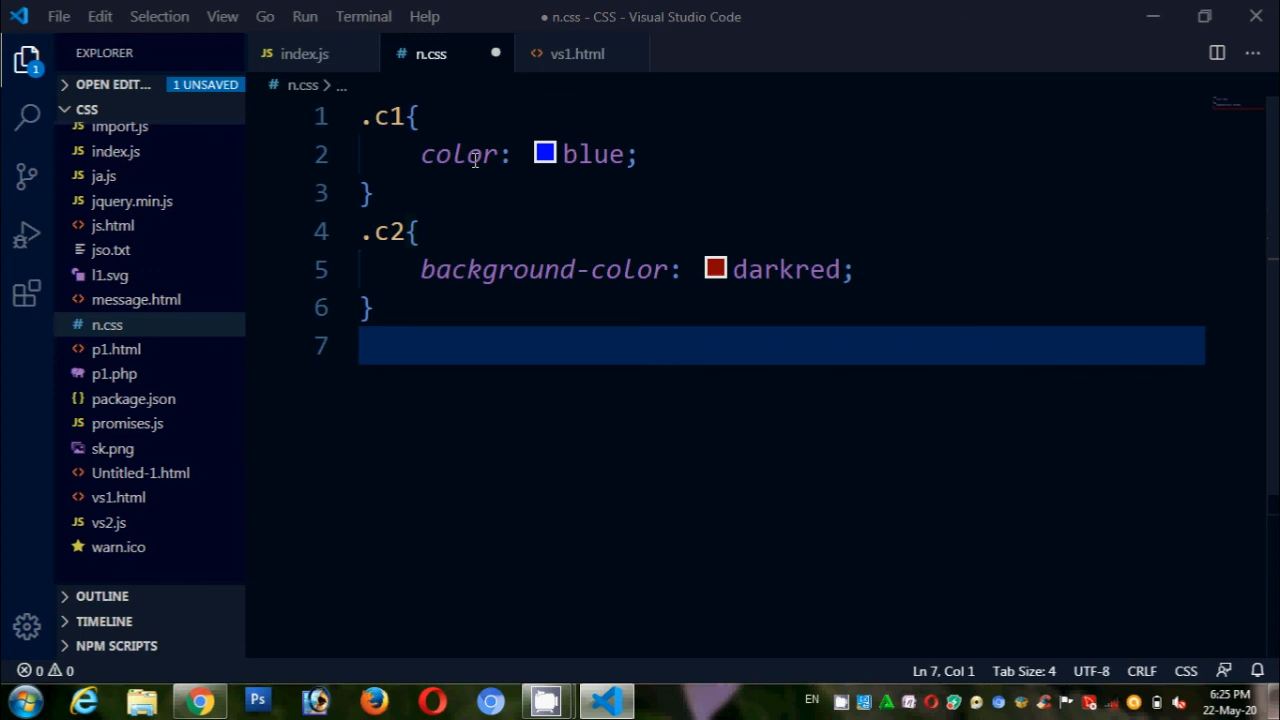 File Edit Selection View Go Run Terminal Help ● n.css - CSS - Visual Studio Code
EXPLORER
1
OPEN EDIT... 1 UNSAVED
CSS
import.js
index.js
ja.js
jquery.min.js
js.html
jso.txt
l1.svg
message.html
n.css
p1.html
p1.php
package.json
promises.js
sk.png
Untitled-1.html
vs1.html
vs2.js
warn.ico
OUTLINE
TIMELINE
NPM SCRIPTS
JS index.js # n.css ● <> vs1.html
# n.css > ...
1 .c1{
2 color: blue;
3 }
4 .c2{
5 background-color: darkred;
6 }
7
0 0 Ln 7, Col 1 Tab Size: 4 UTF-8 CRLF CSS
Ps EN 6:25 PM
22-May-20